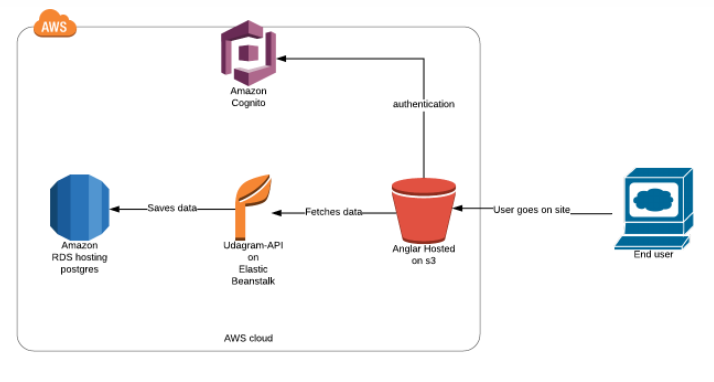 AWS
Amazon
Cognito
authentication
Saves data
Fetches data
User goes on site
Amazon
RDS hosting
postgres
Udagram-API
on
Elastic
Beanstalk
Anglar Hosted
on s3
End user
AWS cloud